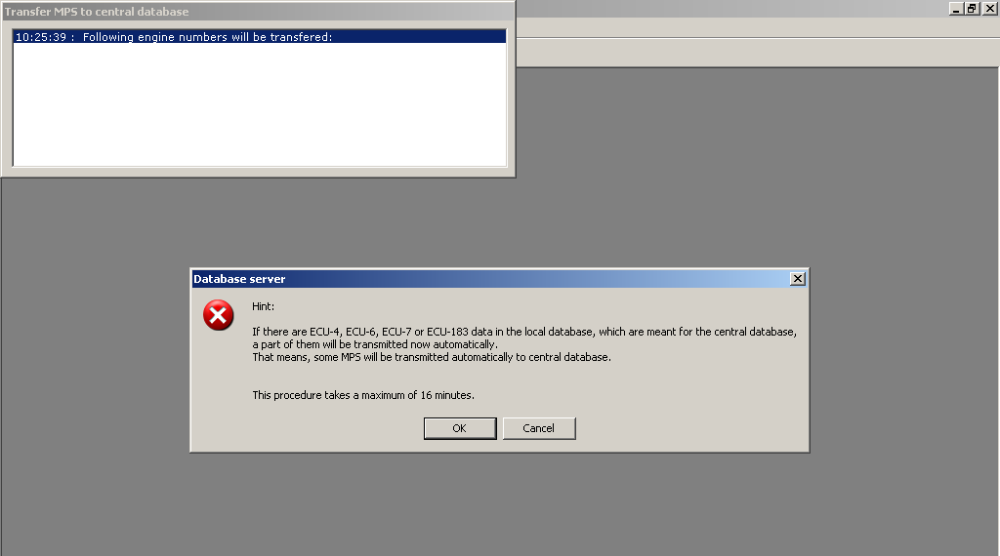 Transfer MPS to central database
10:25:39 : Following engine numbers will be transfered:
Database server
Hint:
If there are ECU-4, ECU-6, ECU-7 or ECU-183 data in the local database, which are meant for the central database,
a part of them will be transmitted now automatically.
That means, some MPS will be transmitted automatically to central database.
This procedure takes a maximum of 16 minutes.
OK
Cancel